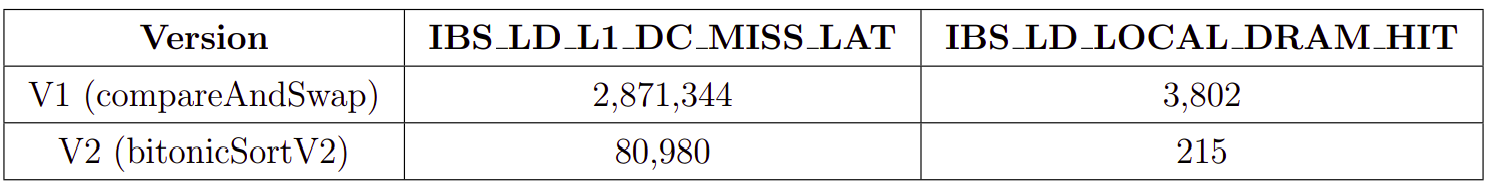 Version IBS_LD_L1_DC_MISS_LAT IBS_LD_LOCAL_DRAM_HIT
V1 (compareAndSwap) 2,871,344 3,802
V2 (bitonicSortV2) 80,980 215